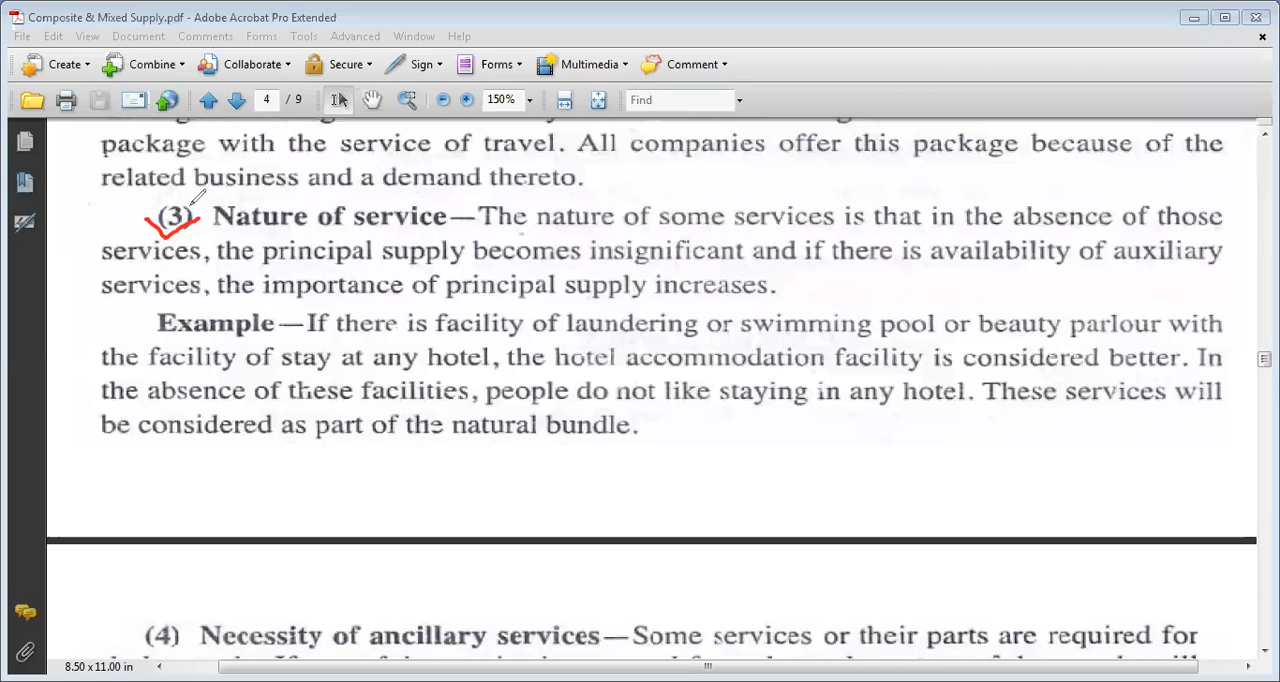 Composite & Mixed Supply.pdf - Adobe Acrobat Pro Extended
File Edit View Document Comments Forms Tools Advanced Window Help
Create Combine Collaborate Secure Sign Forms Multimedia Comment
4 / 9 150% Find
package with the service of travel. All companies offer this package because of the
related business and a demand thereto.
(3) Nature of service—The nature of some services is that in the absence of those
services, the principal supply becomes insignificant and if there is availability of auxiliary
services, the importance of principal supply increases.
Example—If there is facility of laundering or swimming pool or beauty parlour with
the facility of stay at any hotel, the hotel accommodation facility is considered better. In
the absence of these facilities, people do not like staying in any hotel. These services will
be considered as part of the natural bundle.
(4) Necessity of ancillary services—Some services or their parts are required for
8.50 x 11.00 in